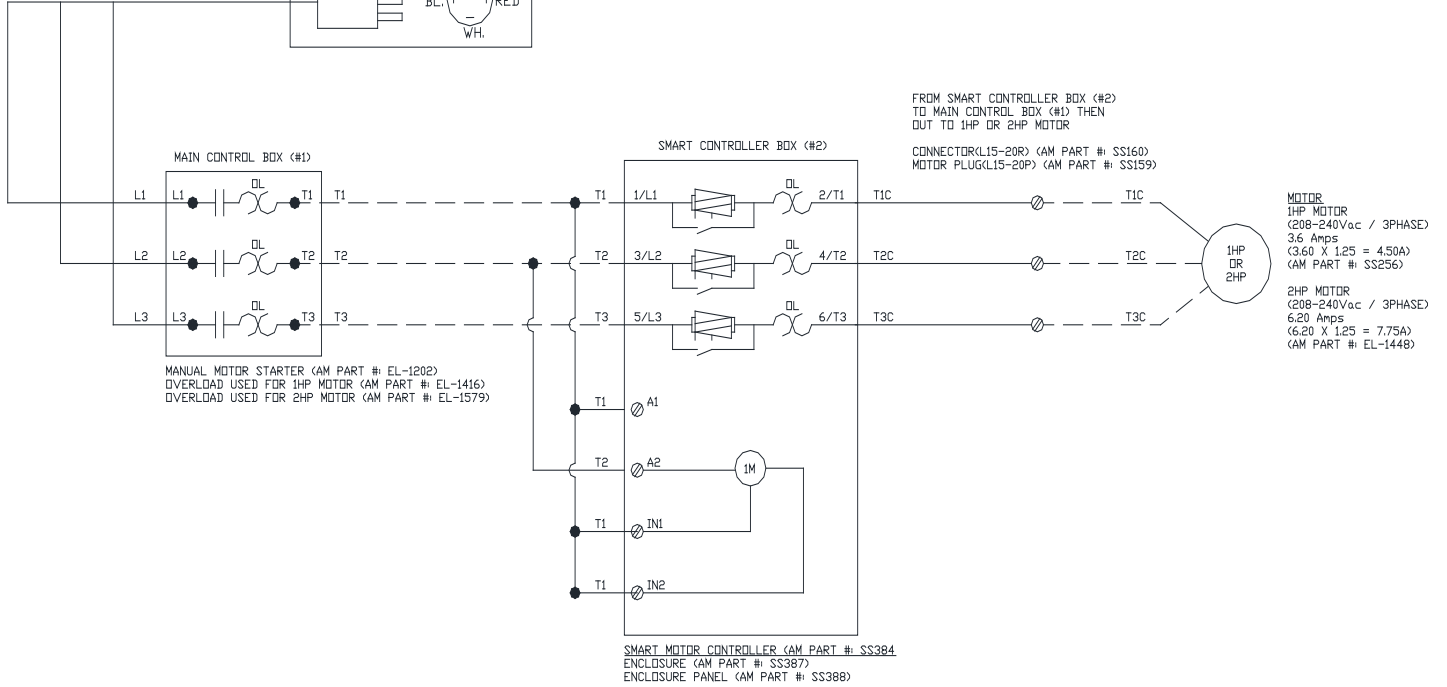 BL. RED
WH.
FROM SMART CONTROLLER BOX (#2)
TO MAIN CONTROL BOX (#1) THEN
OUT TO 1HP OR 2HP MOTOR
CONNECTOR(L15-20R) (AM PART #: SS160)
MOTOR PLUG(L15-20P) (AM PART #: SS159)
MAIN CONTROL BOX (#1)
SMART CONTROLLER BOX (#2)
L1 L1 OL T1 T1 T1 1/L1 OL 2/T1 T1C T1C
L2 L2 OL T2 T2 T2 3/L2 OL 4/T2 T2C T2C
L3 L3 OL T3 T3 T3 5/L3 OL 6/T3 T3C T3C
1HP
OR
2HP
MOTOR
1HP MOTOR
(208-240Vac / 3PHASE)
3.6 Amps
(3.60 X 1.25 = 4.50A)
(AM PART #: SS256)
2HP MOTOR
(208-240Vac / 3PHASE)
6.20 Amps
(6.20 X 1.25 = 7.75A)
(AM PART #: EL-1448)
MANUAL MOTOR STARTER (AM PART #: EL-1202)
OVERLOAD USED FOR 1HP MOTOR (AM PART #: EL-1416)
OVERLOAD USED FOR 2HP MOTOR (AM PART #: EL-1579)
T1 A1
T2 A2 1M
T1 IN1
T1 IN2
SMART MOTOR CONTROLLER (AM PART #: SS384
ENCLOSURE (AM PART #: SS387)
ENCLOSURE PANEL (AM PART #: SS388)